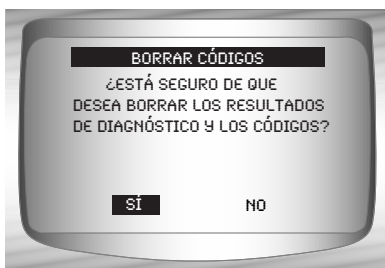 BORRAR CÓDIGOS
¿ESTÁ SEGURO DE QUE
DESEA BORRAR LOS RESULTADOS
DE DIAGNÓSTICO Y LOS CÓDIGOS?
SÍ NO